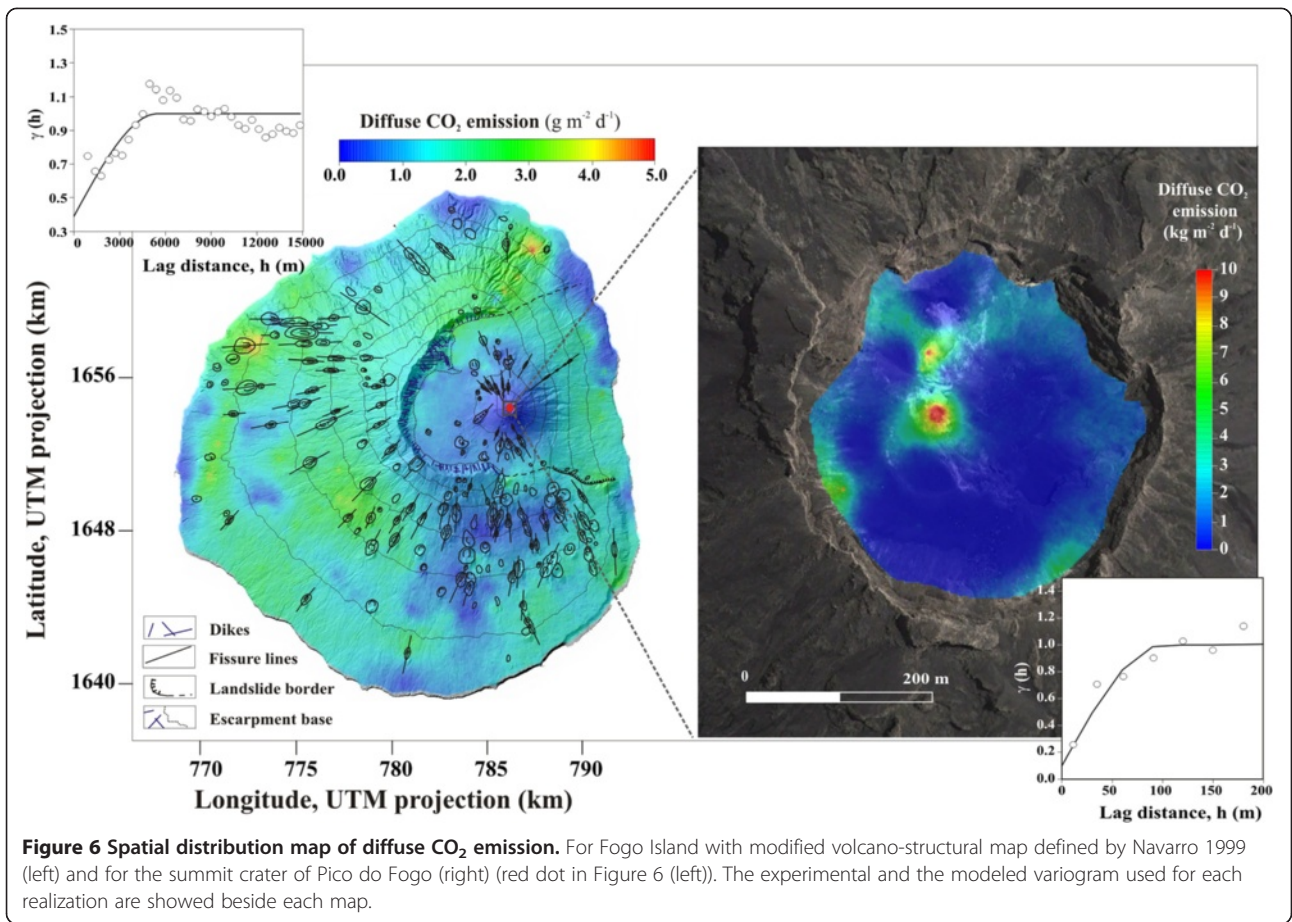 1.5
1.3
1.1
0.9
0.7
0.5
0.3
γ (h)
0 3000 6000 9000 12000 15000
Lag distance, h (m)
Diffuse CO₂ emission (g m⁻² d⁻¹)
0.0 1.0 2.0 3.0 4.0 5.0
Latitude, UTM projection (km)
1656
1648
1640
Dikes
Fissure lines
Landslide border
Escarpment base
770 775 780 785 790
Longitude, UTM projection (km)
Diffuse CO₂
emission
(kg m⁻² d⁻¹)
10
9
8
7
6
5
4
3
2
1
0
0 200 m
1.4
1.2
1.0
0.8
0.6
0.4
0.2
0.0
γ (h)
0 50 100 150 200
Lag distance, h (m)
Figure 6 Spatial distribution map of diffuse CO₂ emission. For Fogo Island with modified volcano-structural map defined by Navarro 1999
(left) and for the summit crater of Pico do Fogo (right) (red dot in Figure 6 (left)). The experimental and the modeled variogram used for each
realization are showed beside each map.